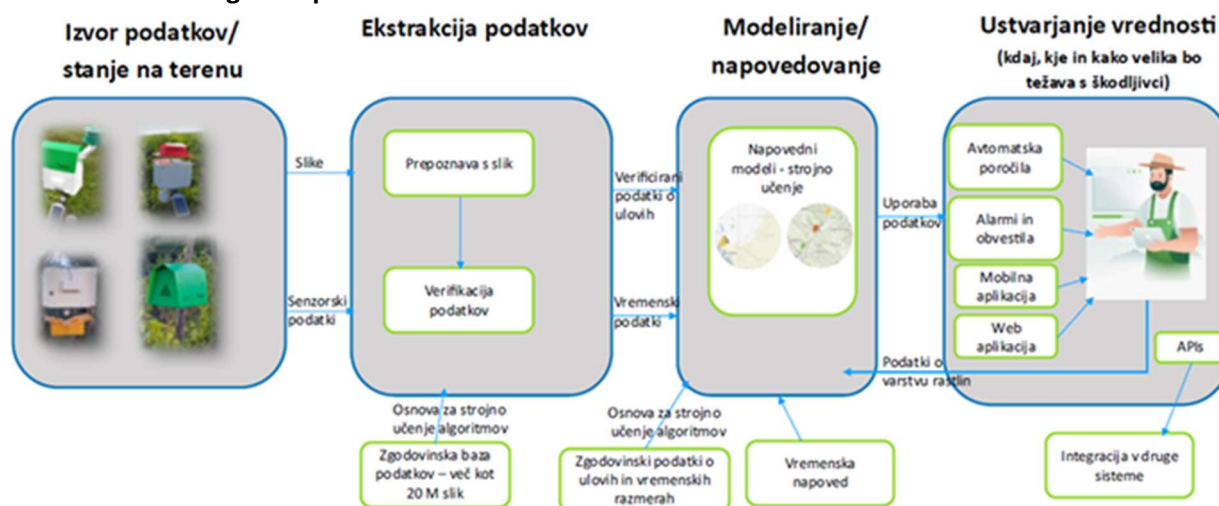 Izvor podatkov/
stanje na terenu
Ekstrakcija podatkov
Modeliranje/
napovedovanje
Ustvarjanje vrednosti
(kdaj, kje in kako velika bo
težava s škodljivci)
Slike
Senzorski
podatki
Prepoznava s slik
Verifikacija
podatkov
Verificirani
podatki o
ulovih
Vremenski
podatki
Napovedni
modeli - strojno
učenje
Uporaba
podatkov
Avtomatska
poročila
Alarmi in
obvestila
Mobilna
aplikacija
Web
aplikacija
APIs
Podatki o
varstvu rastlin
Osnova za strojno
učenje algoritmov
Zgodovinska baza
podatkov – več kot
20 M slik
Osnova za strojno
učenje algoritmov
Zgodovinski podatki o
ulovih in vremenskih
razmerah
Vremenska
napoved
Integracija v druge
sisteme